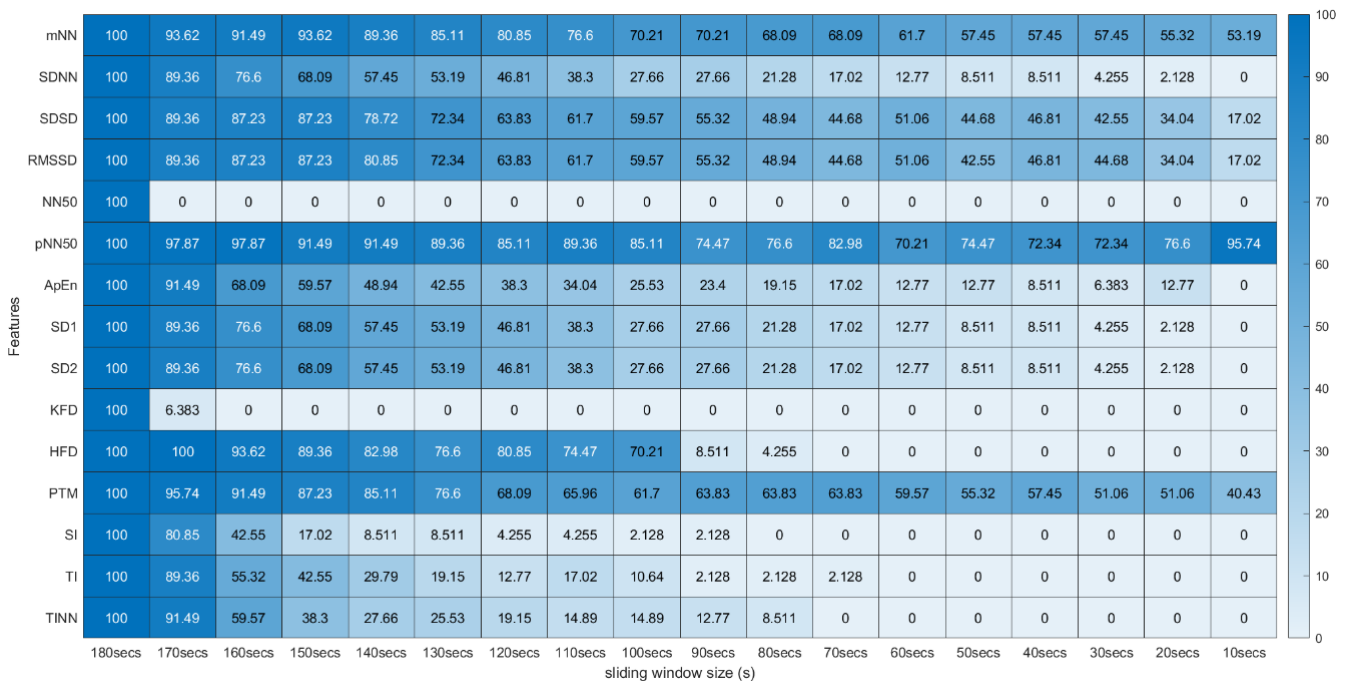 mNN 100 93.62 91.49 93.62 89.36 85.11 80.85 76.6 70.21 70.21 68.09 68.09 61.7 57.45 57.45 57.45 55.32 53.19
SDNN 100 89.36 76.6 68.09 57.45 53.19 46.81 38.3 27.66 27.66 21.28 17.02 12.77 8.511 8.511 4.255 2.128 0
SDSD 100 89.36 87.23 87.23 78.72 72.34 63.83 61.7 59.57 55.32 48.94 44.68 51.06 44.68 46.81 42.55 34.04 17.02
RMSSD 100 89.36 87.23 87.23 80.85 72.34 63.83 61.7 59.57 55.32 48.94 44.68 51.06 42.55 46.81 44.68 34.04 17.02
NN50 100 0 0 0 0 0 0 0 0 0 0 0 0 0 0 0 0 0
pNN50 100 97.87 97.87 91.49 91.49 89.36 85.11 89.36 85.11 74.47 76.6 82.98 70.21 74.47 72.34 72.34 76.6 95.74
ApEn 100 91.49 68.09 59.57 48.94 42.55 38.3 34.04 25.53 23.4 19.15 17.02 12.77 12.77 8.511 6.383 12.77 0
SD1 100 89.36 76.6 68.09 57.45 53.19 46.81 38.3 27.66 27.66 21.28 17.02 12.77 8.511 8.511 4.255 2.128 0
SD2 100 89.36 76.6 68.09 57.45 53.19 46.81 38.3 27.66 27.66 21.28 17.02 12.77 8.511 8.511 4.255 2.128 0
KFD 100 6.383 0 0 0 0 0 0 0 0 0 0 0 0 0 0 0 0
HFD 100 100 93.62 89.36 82.98 76.6 80.85 74.47 70.21 8.511 4.255 0 0 0 0 0 0 0
PTM 100 95.74 91.49 87.23 85.11 76.6 68.09 65.96 61.7 63.83 63.83 63.83 59.57 55.32 57.45 51.06 51.06 40.43
SI 100 80.85 42.55 17.02 8.511 8.511 4.255 4.255 2.128 2.128 0 0 0 0 0 0 0 0
TI 100 89.36 55.32 42.55 29.79 19.15 12.77 17.02 10.64 2.128 2.128 2.128 0 0 0 0 0 0
TINN 100 91.49 59.57 38.3 27.66 25.53 19.15 14.89 14.89 12.77 8.511 0 0 0 0 0 0 0
180secs 170secs 160secs 150secs 140secs 130secs 120secs 110secs 100secs 90secs 80secs 70secs 60secs 50secs 40secs 30secs 20secs 10secs
sliding window size (s)
Features
100
90
80
70
60
50
40
30
20
10
0